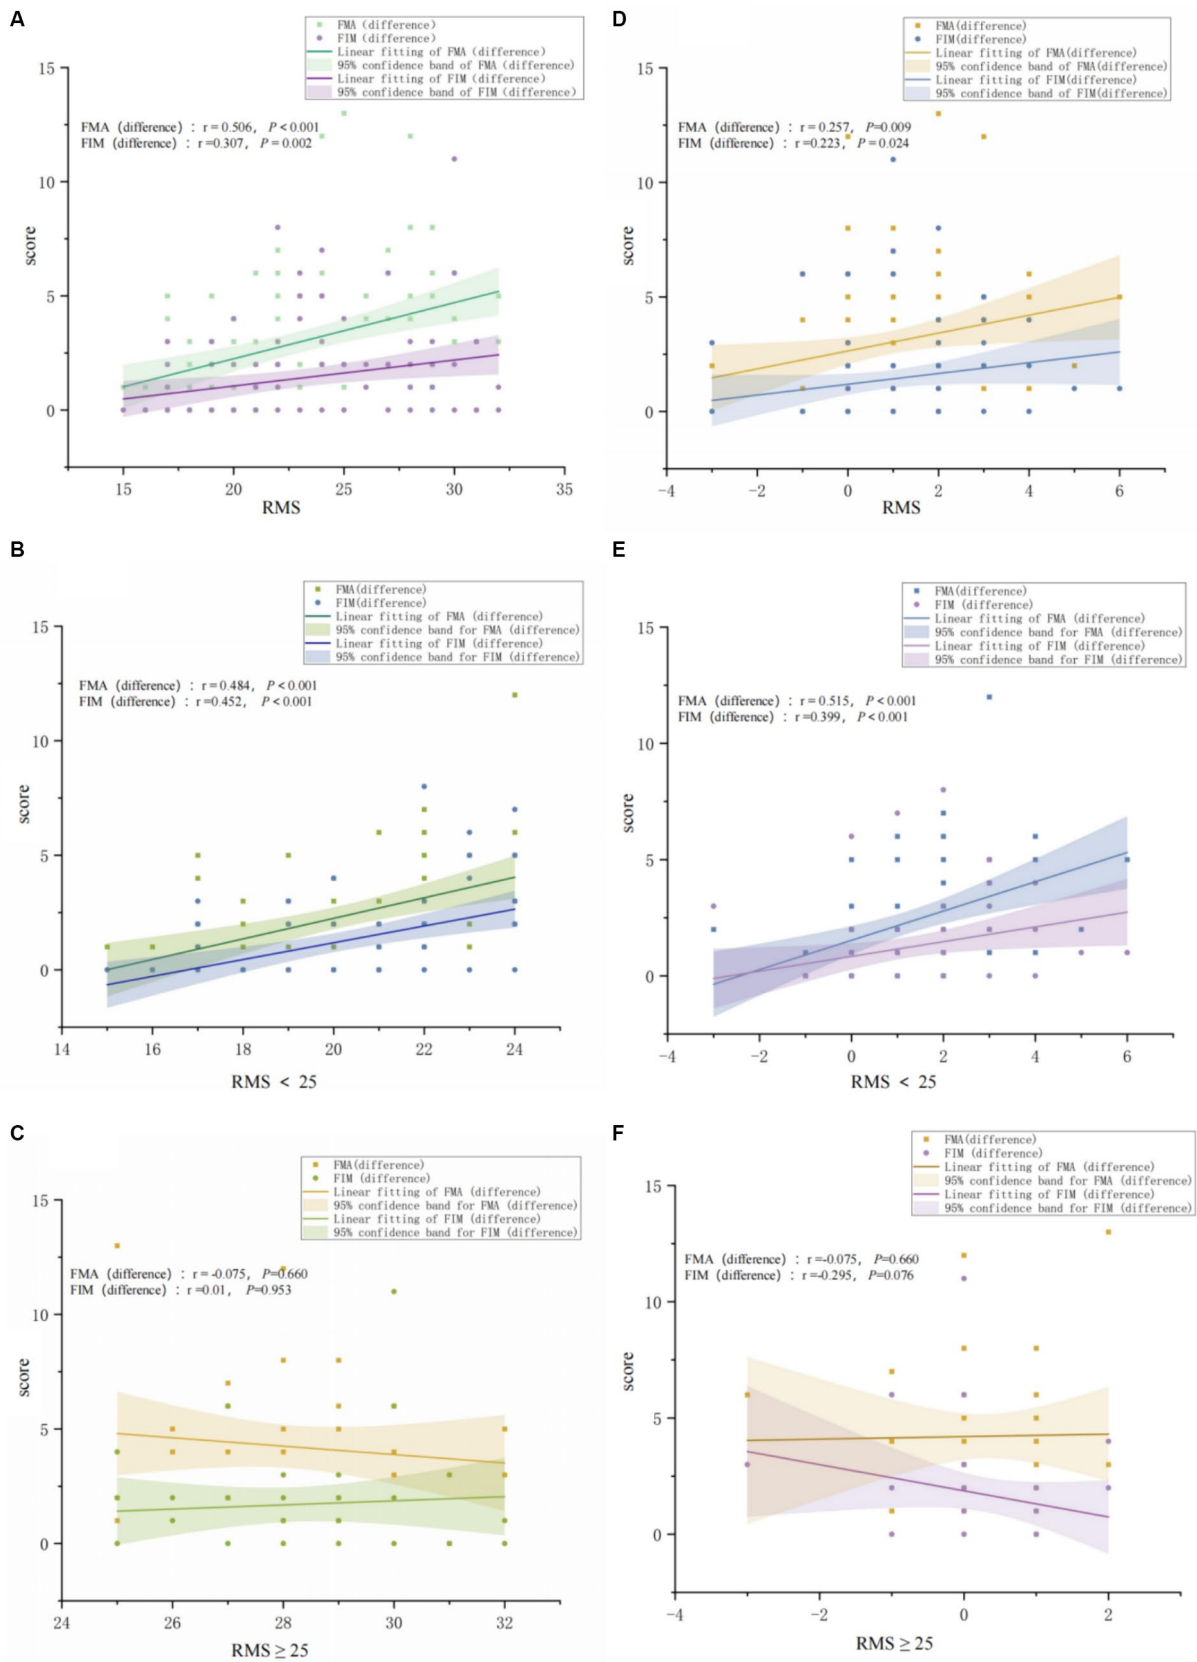 A
FMA (difference)
FIM (difference)
Linear fitting of FMA (difference)
95% confidence band of FMA (difference)
Linear fitting of FIM (difference)
95% confidence band of FIM (difference)
FMA (difference) : r = 0.506, P < 0.001
FIM (difference) : r =0.307, P = 0.002
15
10
5
0
score
15 20 25 30 35
RMS
D
FMA(difference)
FIM(difference)
Linear fitting of FMA(difference)
95% confidence band of FMA(difference)
Linear fitting of FIM(difference)
95% confidence band of FIM(difference)
FMA (difference) : r = 0.257, P=0.009
FIM (difference) : r=0.223, P = 0.024
15
10
5
0
score
-4 -2 0 2 4 6
RMS
B
FMA(difference)
FIM(difference)
Linear fitting of FMA (difference)
95% confidence band for FMA (difference)
Linear fitting of FIM (difference)
95% confidence band for FIM (difference)
FMA (difference) : r = 0.484, P < 0.001
FIM (difference) : r =0.452, P < 0.001
15
10
5
0
score
14 16 18 20 22 24
RMS < 25
E
FMA(difference)
FIM (difference)
Linear fitting of FMA (difference)
95% confidence band for FMA (difference)
Linear fitting of FIM (difference)
95% confidence band for FIM (difference)
FMA (difference) : r = 0.515, P < 0.001
FIM (difference) : r=0.399, P < 0.001
15
10
5
0
score
-4 -2 0 2 4 6
RMS < 25
C
FMA(difference)
FIM (difference)
Linear fitting of FMA (difference)
95% confidence band for FMA (difference)
Linear fitting of FIM (difference)
95% confidence band for FIM (difference)
FMA (difference) : r= -0.075, P=0.660
FIM (difference) : r =0.01, P=0.953
15
10
5
0
score
24 26 28 30 32
RMS ≥ 25
F
FMA(difference)
FIM (difference)
Linear fitting of FMA (difference)
95% confidence band for FMA (difference)
Linear fitting of FIM (difference)
95% confidence band for FIM (difference)
FMA (difference) : r=-0.075, P=0.660
FIM (difference) : r=-0.295, P=0.076
15
10
5
0
score
-4 -2 0 2
RMS ≥ 25